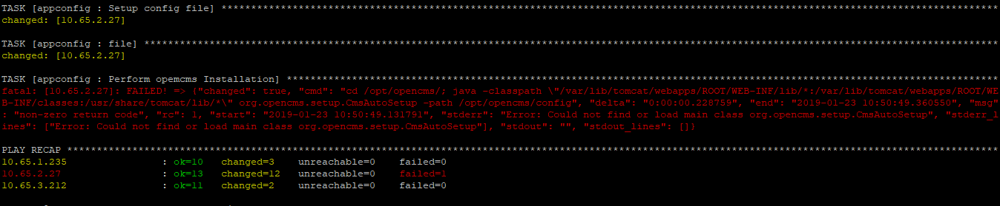 TASK [appconfig : Setup config file] ***********************************************************************************************************************************
changed: [10.65.2.27]
TASK [appconfig : file] ************************************************************************************************************************************************
changed: [10.65.2.27]
TASK [appconfig : Perform opemcms Installation] ************************************************************************************************************************
fatal: [10.65.2.27]: FAILED! => {"changed": true, "cmd": "cd /opt/opencms/; java -classpath \"/var/lib/tomcat/webapps/ROOT/WEB-INF/lib/*:/var/lib/tomcat/webapps/ROOT/WE
B-INF/classes:/usr/share/tomcat/lib/*\" org.opencms.setup.CmsAutoSetup -path /opt/opencms/config", "delta": "0:00:00.228759", "end": "2019-01-23 10:50:49.360550", "msg"
: "non-zero return code", "rc": 1, "start": "2019-01-23 10:50:49.131791", "stderr": "Error: Could not find or load main class org.opencms.setup.CmsAutoSetup", "stderr_l
ines": ["Error: Could not find or load main class org.opencms.setup.CmsAutoSetup"], "stdout": "", "stdout_lines": []}
PLAY RECAP *************************************************************************************************************************************************************
10.65.1.235 : ok=10 changed=3 unreachable=0 failed=0
10.65.2.27 : ok=13 changed=12 unreachable=0 failed=1
10.65.3.212 : ok=11 changed=2 unreachable=0 failed=0